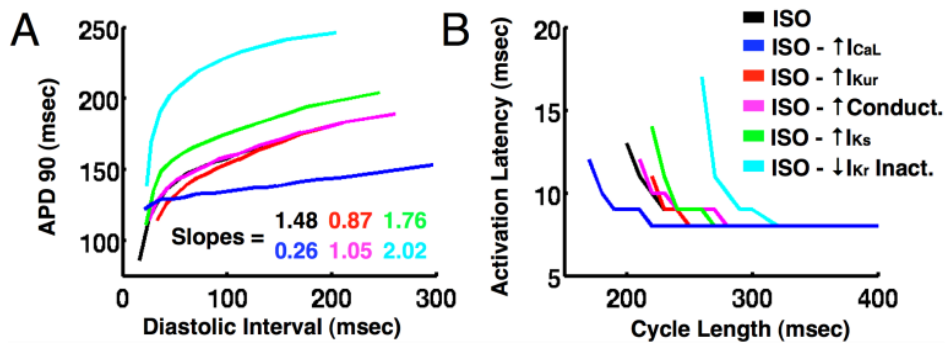 A
250
200
150
100
APD 90 (msec)
Slopes =
1.48 0.87 1.76
0.26 1.05 2.02
0 100 200 300
Diastolic Interval (msec)
B
20
15
10
5
Activation Latency (msec)
200 300 400
Cycle Length (msec)
ISO
ISO - ↑ICaL
ISO - ↑IKur
ISO - ↑Conduct.
ISO - ↑IKs
ISO - ↓IKr Inact.